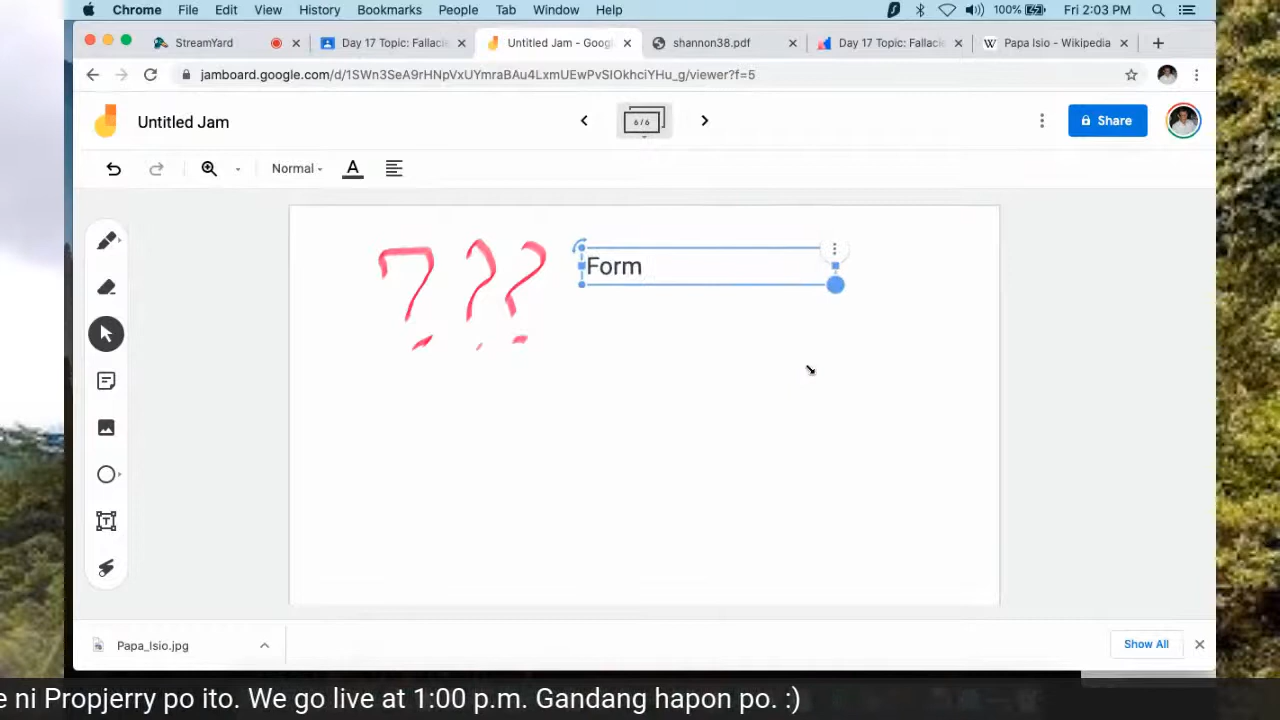 Chrome File Edit View History Bookmarks People Tab Window Help 100% Fri 2:03 PM
StreamYard Day 17 Topic: Fallacie Untitled Jam - Goog shannon38.pdf Day 17 Topic: Fallacie Papa Isio - Wikipedia
jamboard.google.com/d/1SWn3SeA9rHNpVxUYmraBAu4LxmUEwPvSIOkhciYHu_g/viewer?f=5
Untitled Jam 6 / 6 Share
Normal A
???
Form
Papa_Isio.jpg Show All
e ni Propjerry po ito. We go live at 1:00 p.m. Gandang hapon po. :)